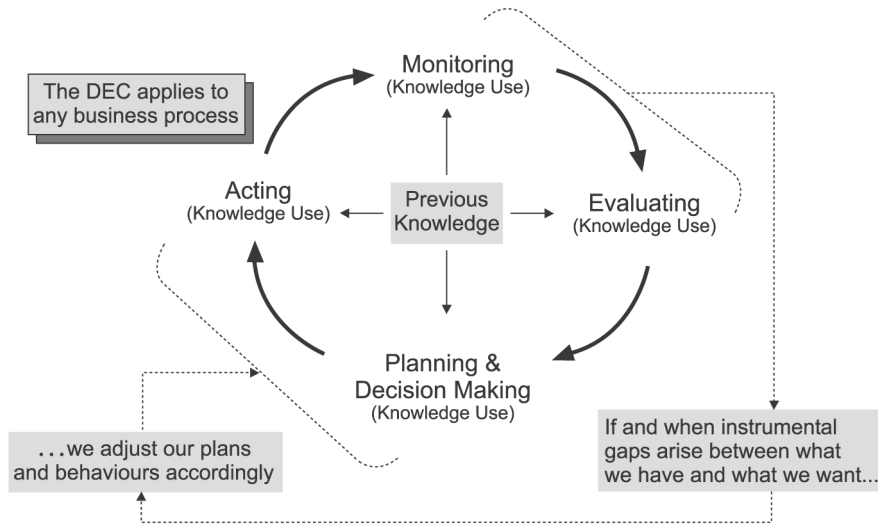 Monitoring
(Knowledge Use)
The DEC applies to
any business process
Acting
(Knowledge Use)
Previous
Knowledge
Evaluating
(Knowledge Use)
Planning &
Decision Making
(Knowledge Use)
If and when instrumental
gaps arise between what
we have and what we want...
...we adjust our plans
and behaviours accordingly